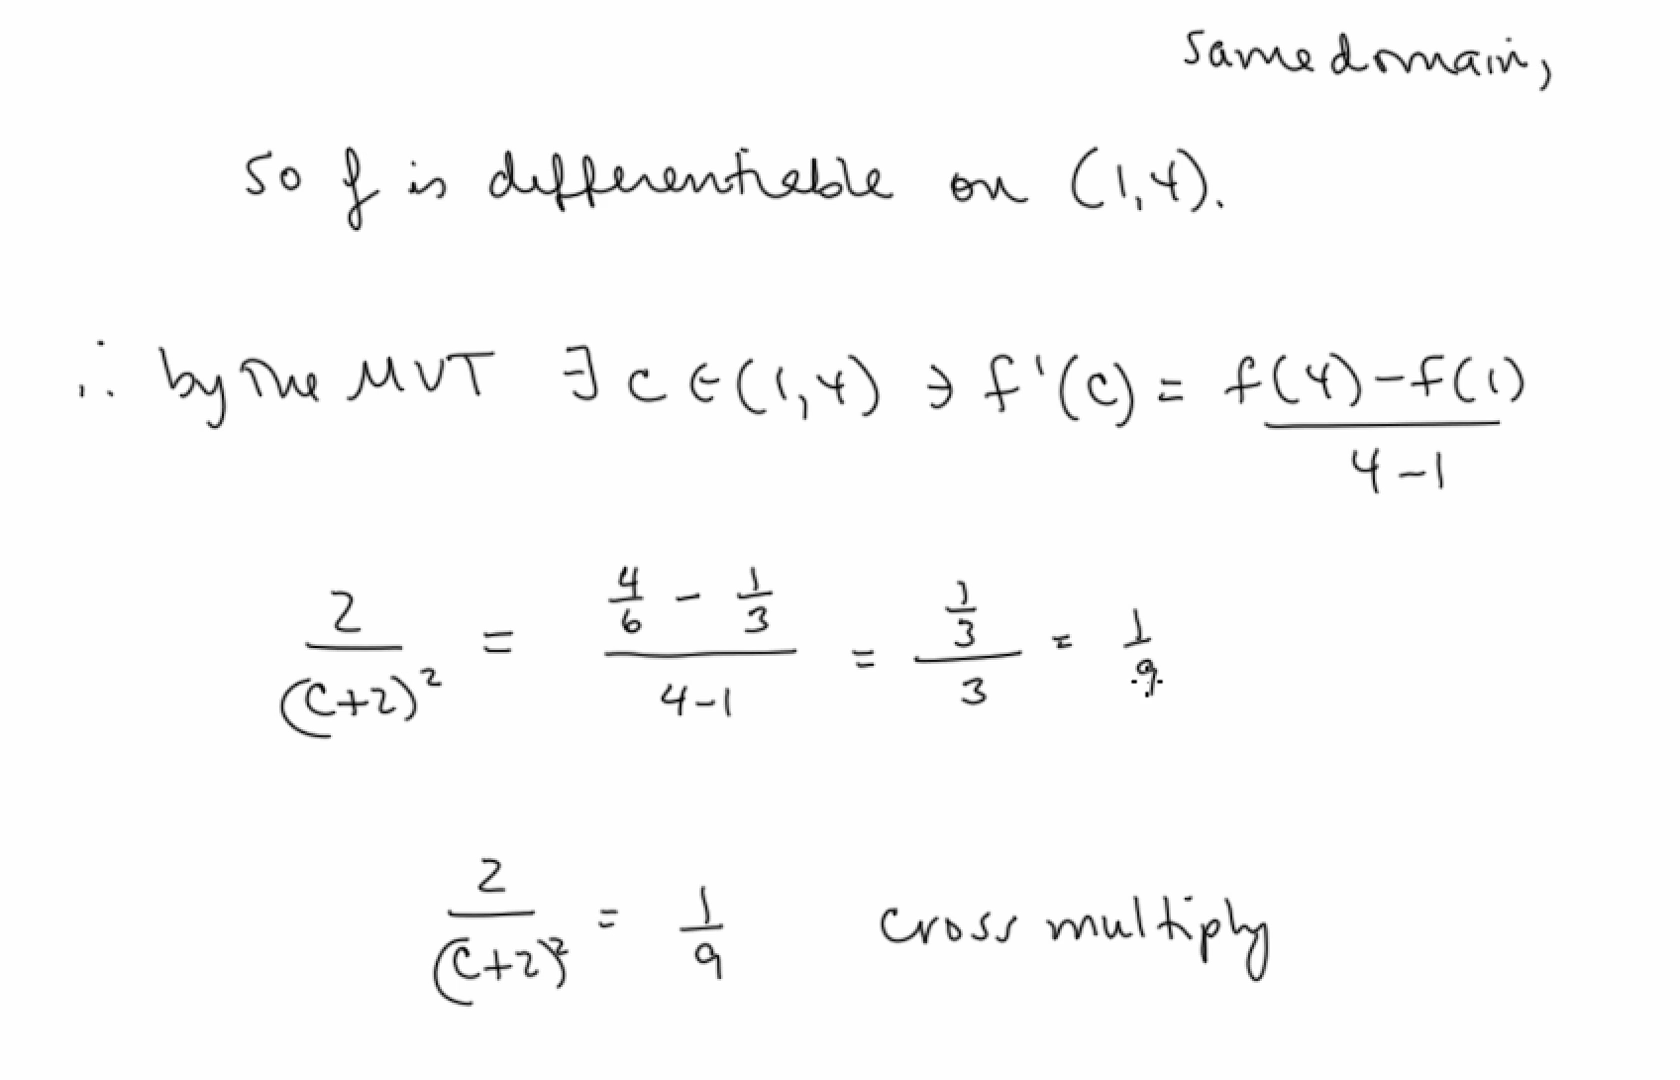 same domain,
so f is differentiable on (1,4).
∴ by the MVT ∃ c ∈ (1,4) ∋ f'(c) = f(4)-f(1) / 4-1
2/(c+2)² = (4/6 - 1/3)/(4-1) = (1/3)/3 = 1/9
2/(c+2)² = 1/9 cross multiply